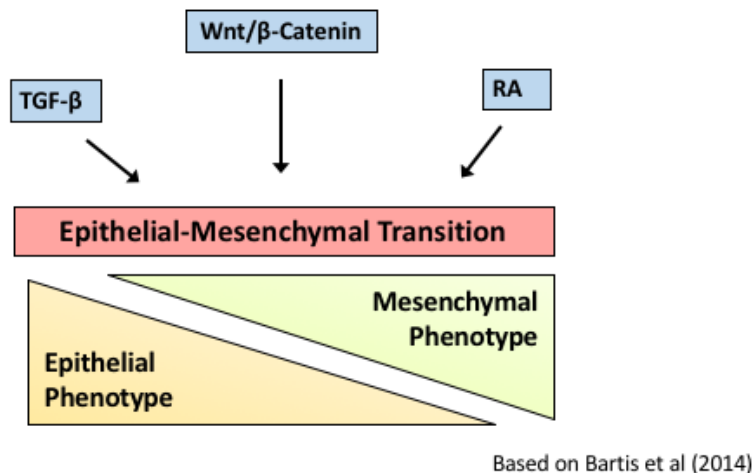 Wnt/β-Catenin
TGF-β
RA
Epithelial-Mesenchymal Transition
Mesenchymal
Phenotype
Epithelial
Phenotype
Based on Bartis et al (2014)